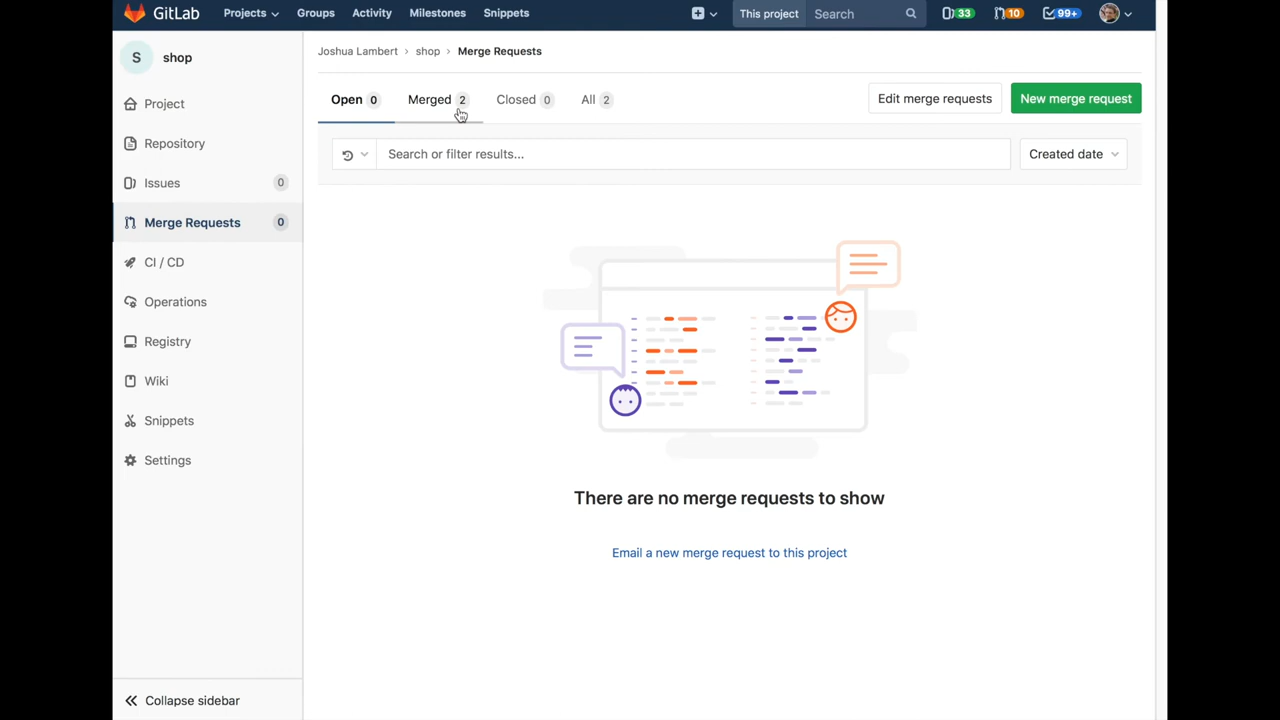 GitLab Projects Groups Activity Milestones Snippets This project Search 33 10 99+
S shop
Joshua Lambert › shop › Merge Requests
Project
Repository
Issues 0
Merge Requests 0
CI / CD
Operations
Registry
Wiki
Snippets
Settings
Collapse sidebar
Open 0 Merged 2 Closed 0 All 2 Edit merge requests New merge request
Search or filter results... Created date
There are no merge requests to show
Email a new merge request to this project